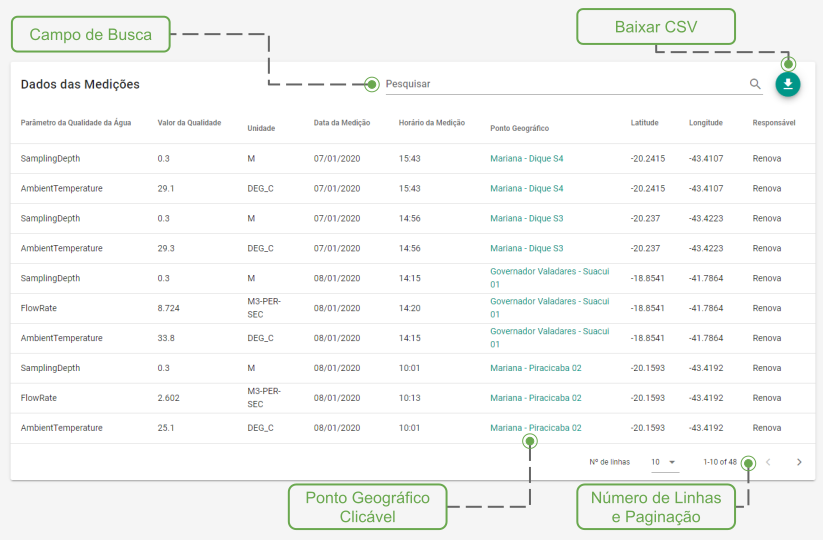 Campo de Busca
Baixar CSV
Dados das Medições
Pesquisar
Parâmetro da Qualidade da Água Valor da Qualidade Unidade Data da Medição Horário da Medição Ponto Geográfico Latitude Longitude Responsável
SamplingDepth 0.3 M 07/01/2020 15:43 Mariana - Dique S4 -20.2415 -43.4107 Renova
AmbientTemperature 29.1 DEG_C 07/01/2020 15:43 Mariana - Dique S4 -20.2415 -43.4107 Renova
SamplingDepth 0.3 M 07/01/2020 14:56 Mariana - Dique S3 -20.237 -43.4223 Renova
AmbientTemperature 29.3 DEG_C 07/01/2020 14:56 Mariana - Dique S3 -20.237 -43.4223 Renova
SamplingDepth 0.3 M 08/01/2020 14:15 Governador Valadares - Suacui
01 -18.8541 -41.7864 Renova
FlowRate 8.724 M3-PER-
SEC 08/01/2020 14:20 Governador Valadares - Suacui
01 -18.8541 -41.7864 Renova
AmbientTemperature 33.8 DEG_C 08/01/2020 14:15 Governador Valadares - Suacui
01 -18.8541 -41.7864 Renova
SamplingDepth 0.3 M 08/01/2020 10:01 Mariana - Piracicaba 02 -20.1593 -43.4192 Renova
FlowRate 2.602 M3-PER-
SEC 08/01/2020 10:13 Mariana - Piracicaba 02 -20.1593 -43.4192 Renova
AmbientTemperature 25.1 DEG_C 08/01/2020 10:01 Mariana - Piracicaba 02 -20.1593 -43.4192 Renova
Nº de linhas 10 1-10 of 48
Ponto Geográfico
Clicável
Número de Linhas
e Paginação